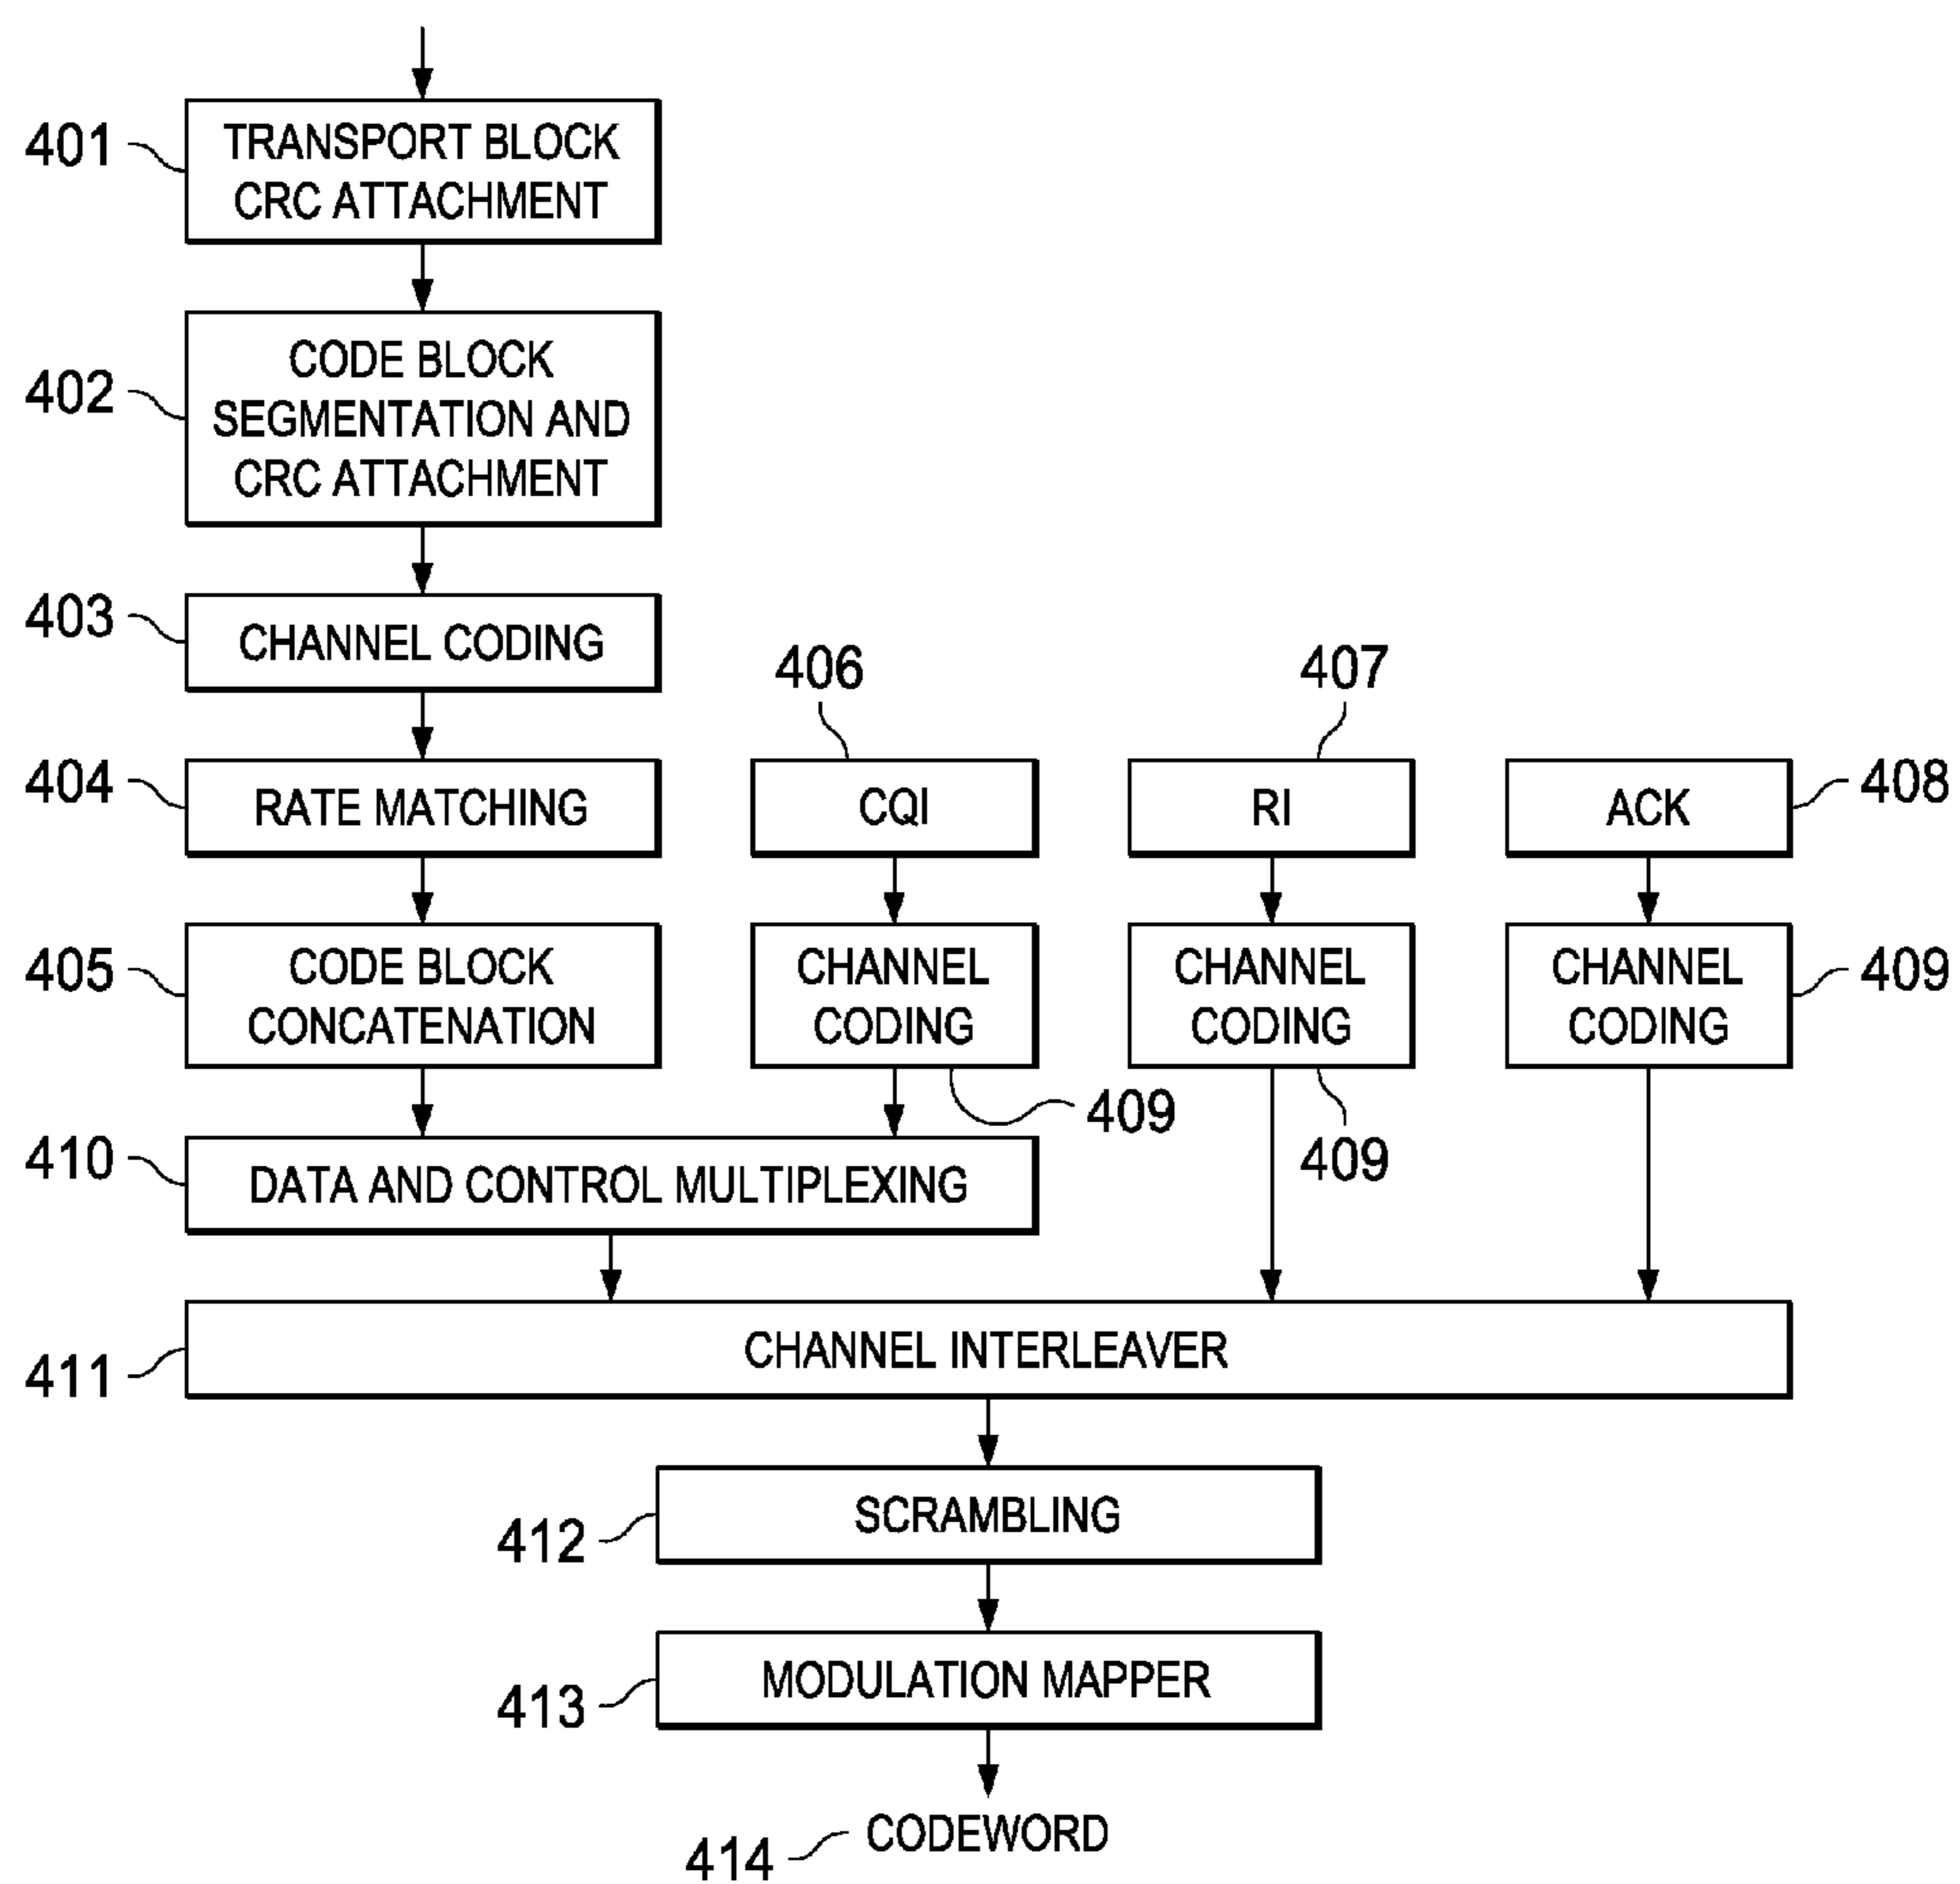 401
TRANSPORT BLOCK
CRC ATTACHMENT
402
CODE BLOCK
SEGMENTATION AND
CRC ATTACHMENT
403
CHANNEL CODING
406
407
404
RATE MATCHING
CQI
RI
ACK
408
405
CODE BLOCK
CONCATENATION
CHANNEL
CODING
409
CHANNEL
CODING
409
CHANNEL
CODING
409
410
DATA AND CONTROL MULTIPLEXING
411
CHANNEL INTERLEAVER
412
SCRAMBLING
413
MODULATION MAPPER
414
CODEWORD